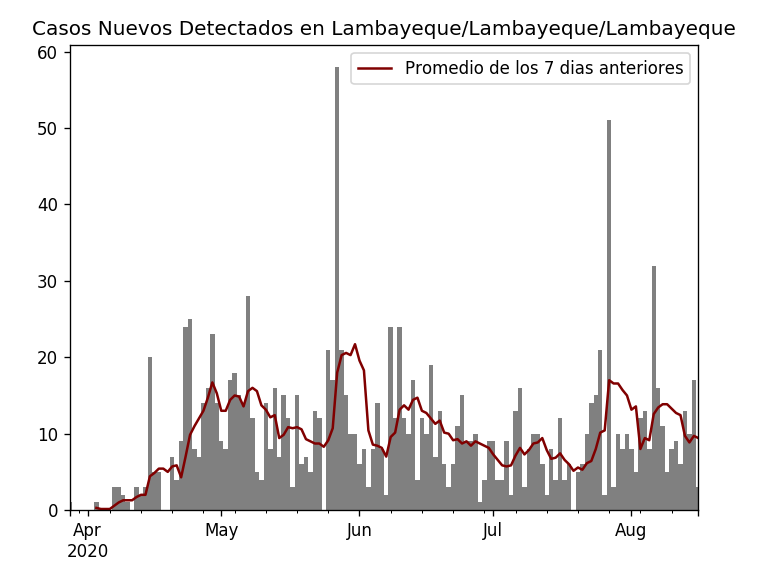 Casos Nuevos Detectados en Lambayeque/Lambayeque/Lambayeque
Promedio de los 7 dias anteriores
60
50
40
30
20
10
0
Apr May Jun Jul Aug
2020